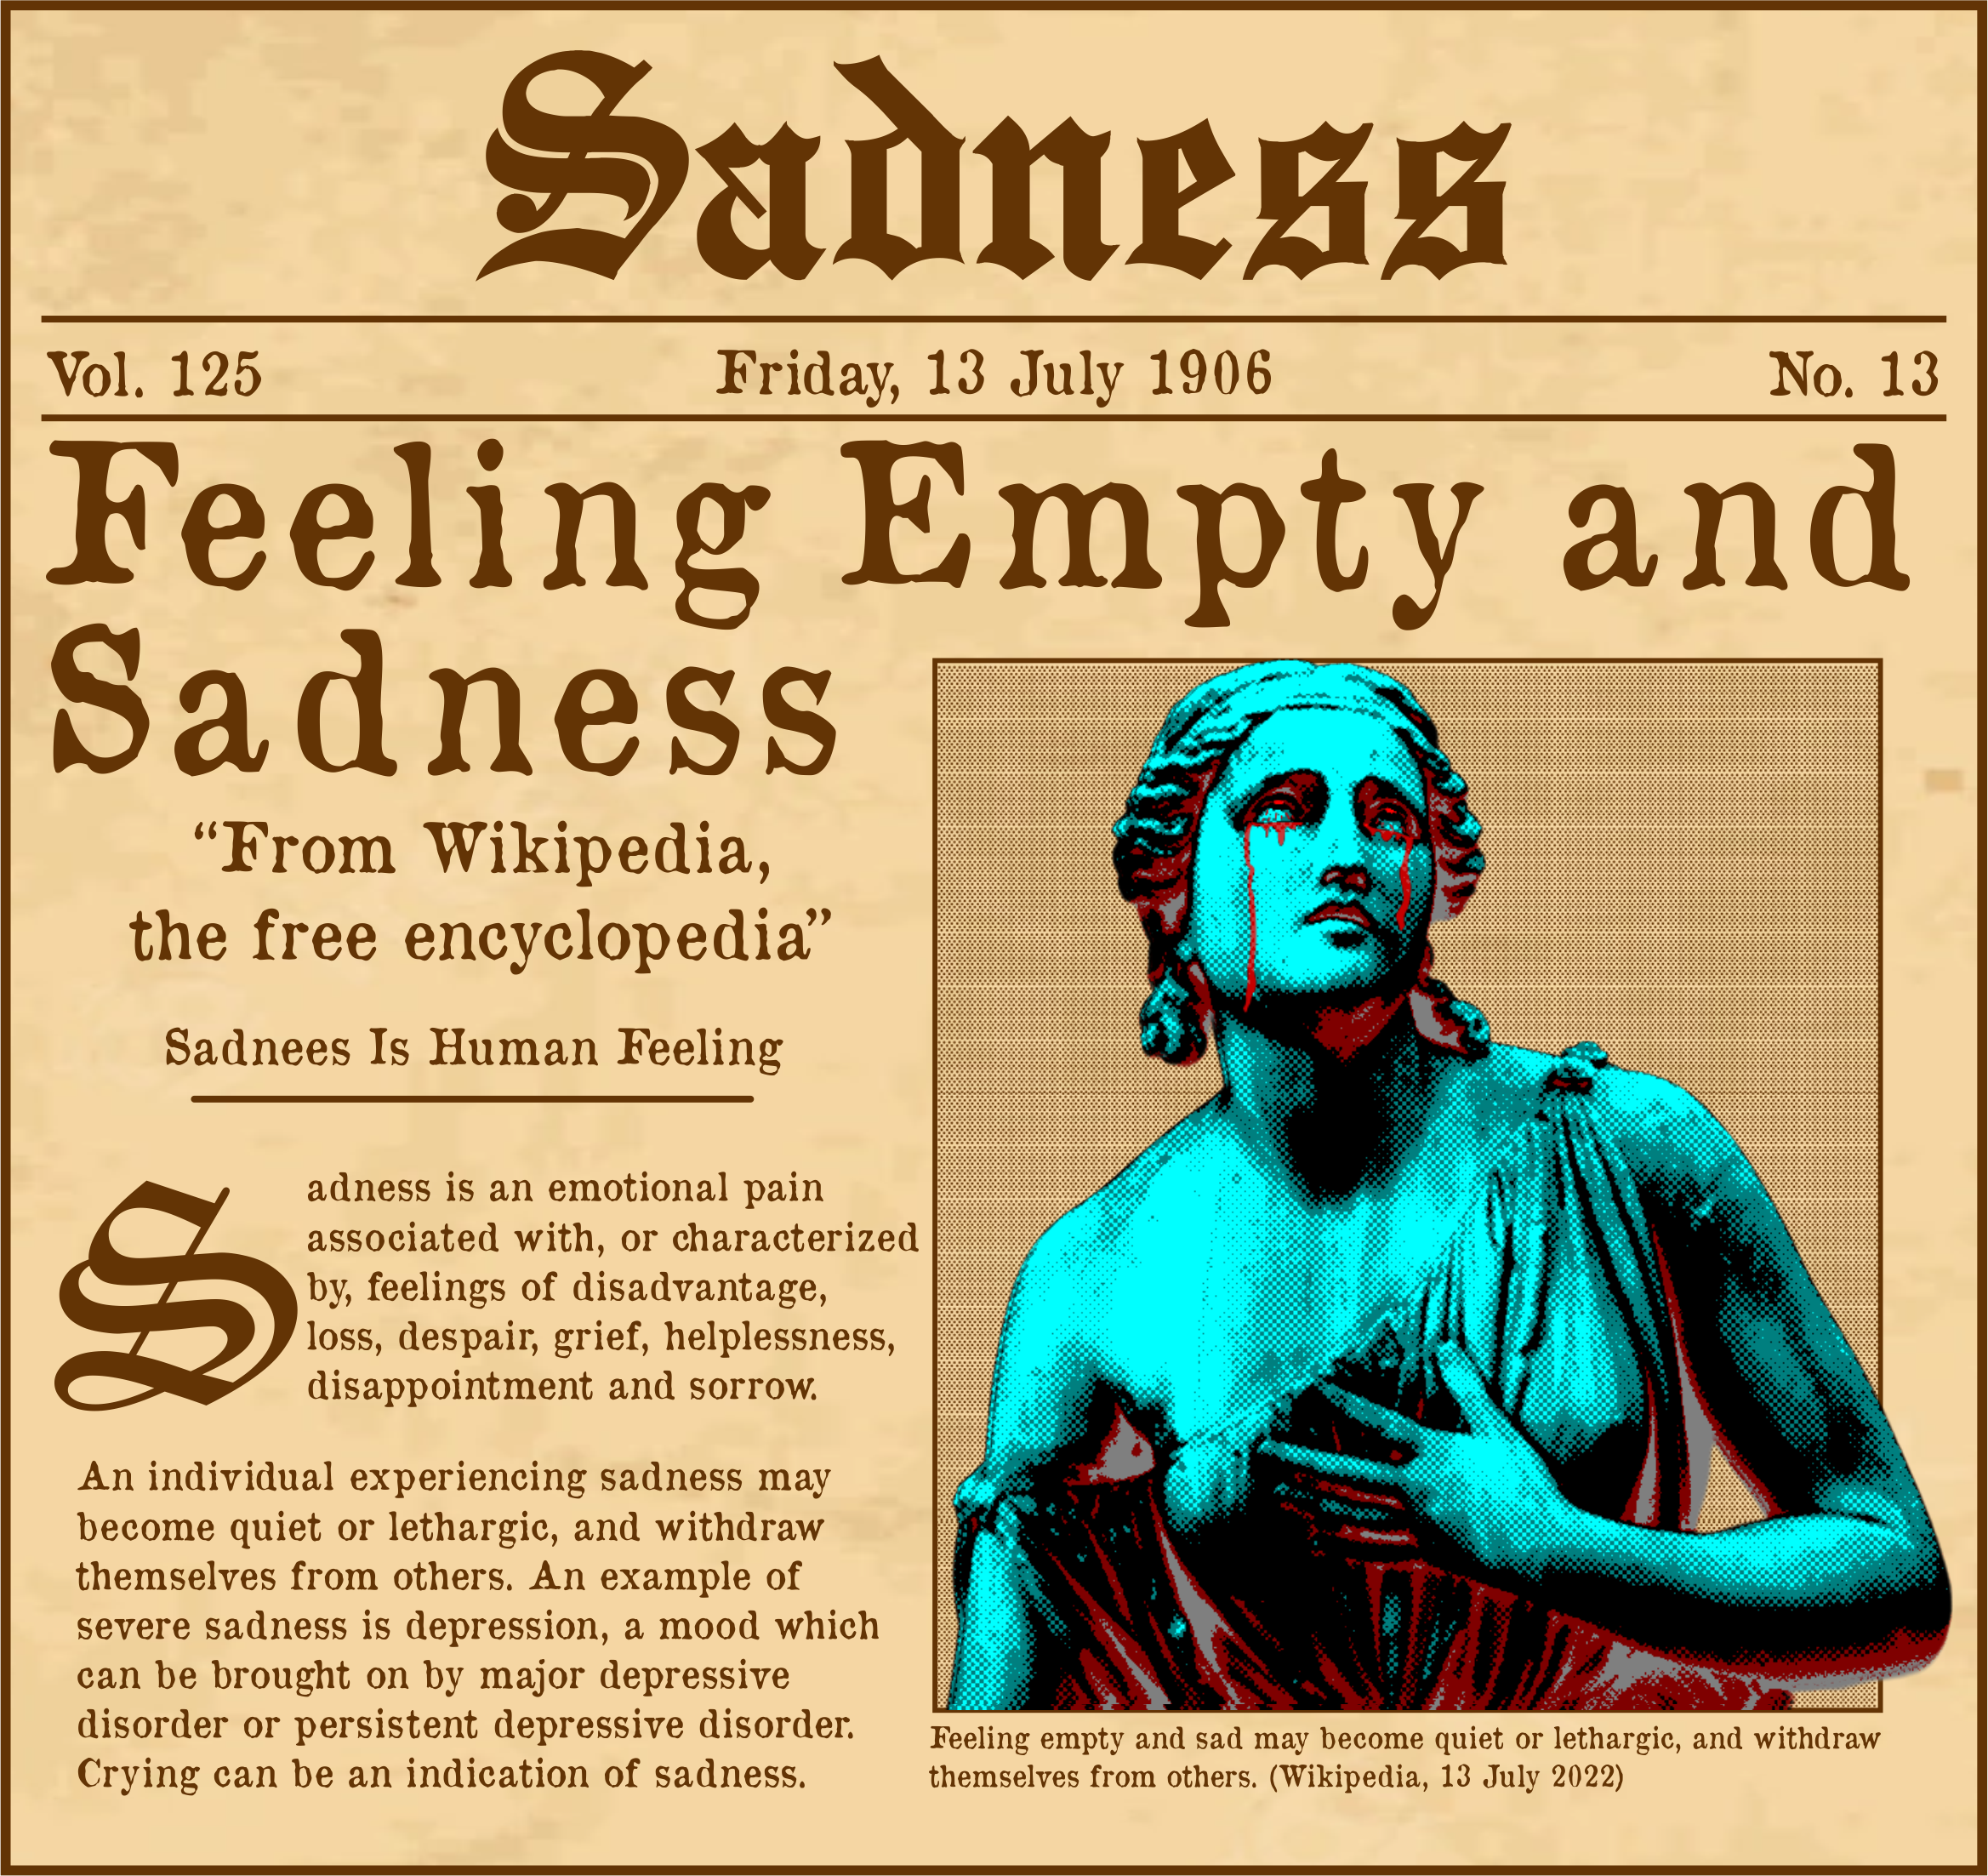 Sadness
Vol. 125 Friday, 13 July 1906 No. 13
Feeling Empty and
Sadness
“From Wikipedia,
the free encyclopedia”
Sadnees Is Human Feeling
Sadness is an emotional pain
associated with, or characterized
by, feelings of disadvantage,
loss, despair, grief, helplessness,
disappointment and sorrow.
An individual experiencing sadness may
become quiet or lethargic, and withdraw
themselves from others. An example of
severe sadness is depression, a mood which
can be brought on by major depressive
disorder or persistent depressive disorder.
Crying can be an indication of sadness.
Feeling empty and sad may become quiet or lethargic, and withdraw
themselves from others. (Wikipedia, 13 July 2022)